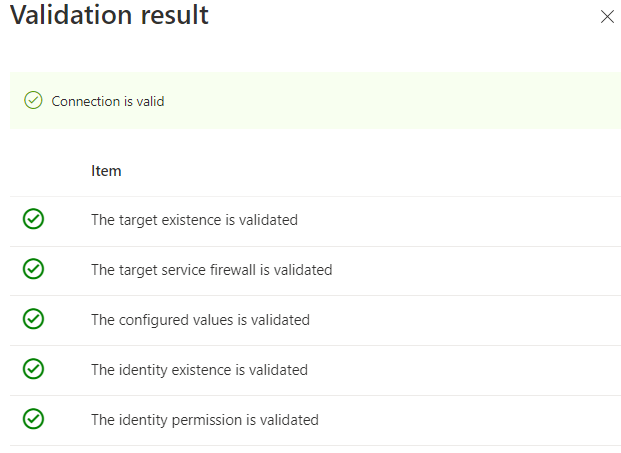 Validation result
Connection is valid
Item
The target existence is validated
The target service firewall is validated
The configured values is validated
The identity existence is validated
The identity permission is validated